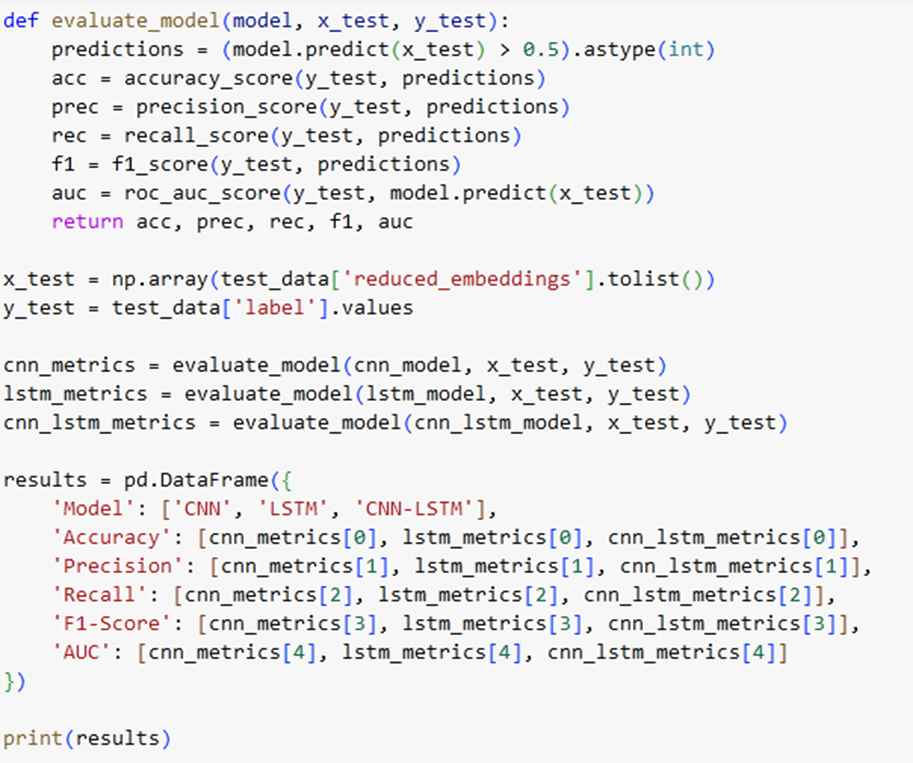 def evaluate_model(model, x_test, y_test):
    predictions = (model.predict(x_test) > 0.5).astype(int)
    acc = accuracy_score(y_test, predictions)
    prec = precision_score(y_test, predictions)
    rec = recall_score(y_test, predictions)
    f1 = f1_score(y_test, predictions)
    auc = roc_auc_score(y_test, model.predict(x_test))
    return acc, prec, rec, f1, auc

x_test = np.array(test_data['reduced_embeddings'].tolist())
y_test = test_data['label'].values

cnn_metrics = evaluate_model(cnn_model, x_test, y_test)
lstm_metrics = evaluate_model(lstm_model, x_test, y_test)
cnn_lstm_metrics = evaluate_model(cnn_lstm_model, x_test, y_test)

results = pd.DataFrame({
    'Model': ['CNN', 'LSTM', 'CNN-LSTM'],
    'Accuracy': [cnn_metrics[0], lstm_metrics[0], cnn_lstm_metrics[0]],
    'Precision': [cnn_metrics[1], lstm_metrics[1], cnn_lstm_metrics[1]],
    'Recall': [cnn_metrics[2], lstm_metrics[2], cnn_lstm_metrics[2]],
    'F1-Score': [cnn_metrics[3], lstm_metrics[3], cnn_lstm_metrics[3]],
    'AUC': [cnn_metrics[4], lstm_metrics[4], cnn_lstm_metrics[4]]
})

print(results)